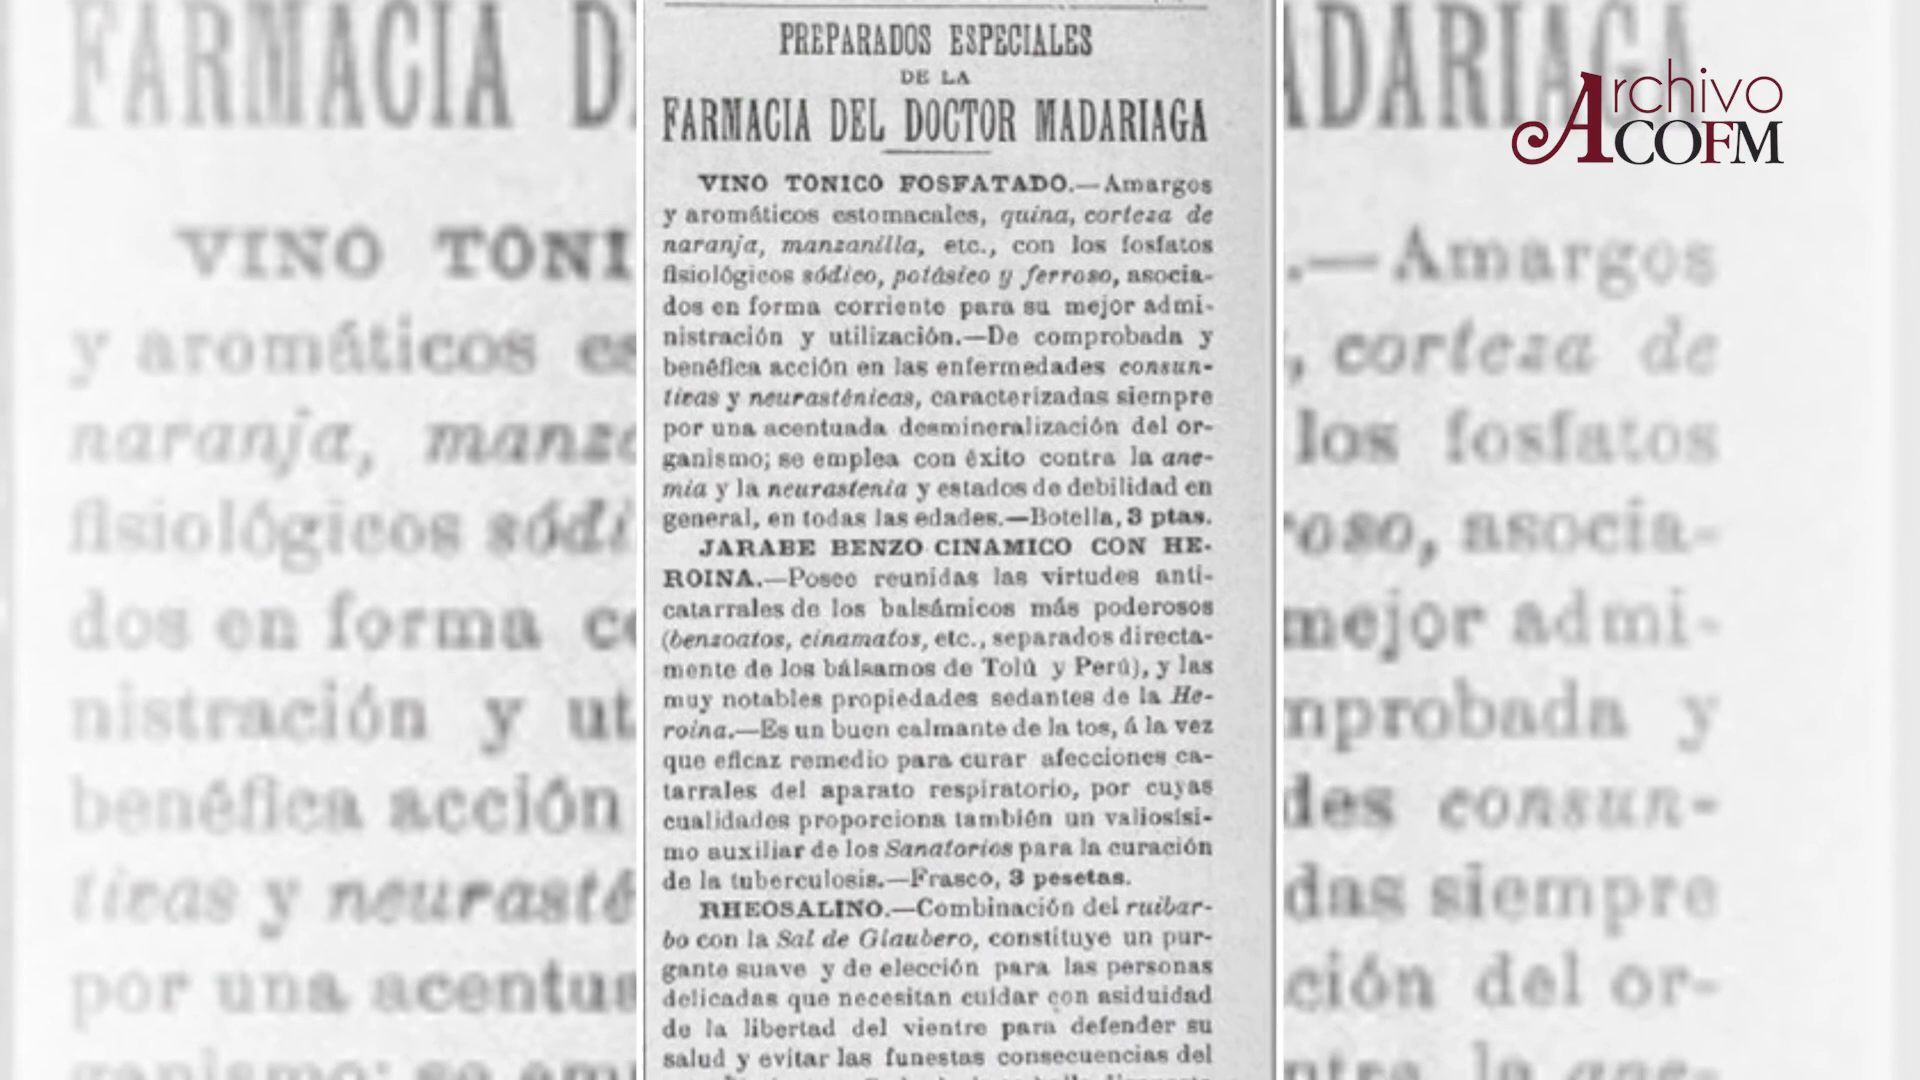 PREPARADOS ESPECIALES
DE LA
FARMACIA DEL DOCTOR MADARIAGA
VINO TONICO FOSFATADO.—Amargos
y aromáticos estomacales, quina, corteza de
naranja, manzanilla, etc., con los fosfatos
fisiológicos sódico, potásico y ferroso, asocia-
dos en forma corriente para su mejor admi-
nistración y utilización.—De comprobada y
benéfica acción en las enfermedades consun-
tivas y neurasténicas, caracterizadas siempre
por una acentuada desmineralización del or-
ganismo; se emplea con éxito contra la ane-
mia y la neurastenia y estados de debilidad en
general, en todas las edades.—Botella, 3 ptas.
JARABE BENZO CINAMICO CON HE-
ROINA.—Posee reunidas las virtudes anti-
catarrales de los balsámicos más poderosos
(benzoatos, cinamatos, etc., separados directa-
mente de los bálsamos de Tolú y Perú), y las
muy notables propiedades sedantes de la He-
roina.—Es un buen calmante de la tos, á la vez
que eficaz remedio para curar afecciones ca-
tarrales del aparato respiratorio, por cuyas
cualidades proporciona también un valiosísi-
mo auxiliar de los Sanatorios para la curación
de la tuberculosis.—Frasco, 3 pesetas.
RHEOSALINO.—Combinación del ruibar-
bo con la Sal de Glaubero, constituye un pur-
gante suave y de elección para las personas
delicadas que necesitan cuidar con asiduidad
de la libertad del vientre para defender su
salud y evitar las funestas consecuencias del
Archivo
COFM